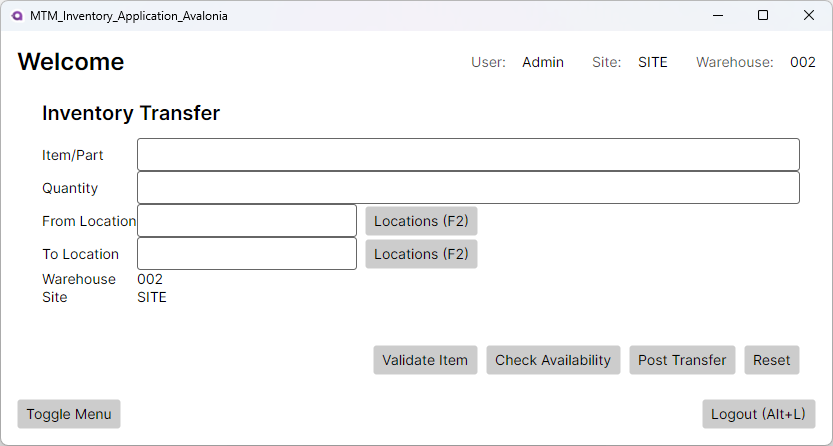 MTM_Inventory_Application_Avalonia
Welcome User: Admin Site: SITE Warehouse: 002
Inventory Transfer
Item/Part
Quantity
From Location Locations (F2)
To Location Locations (F2)
Warehouse 002
Site SITE
Validate Item Check Availability Post Transfer Reset
Toggle Menu Logout (Alt+L)